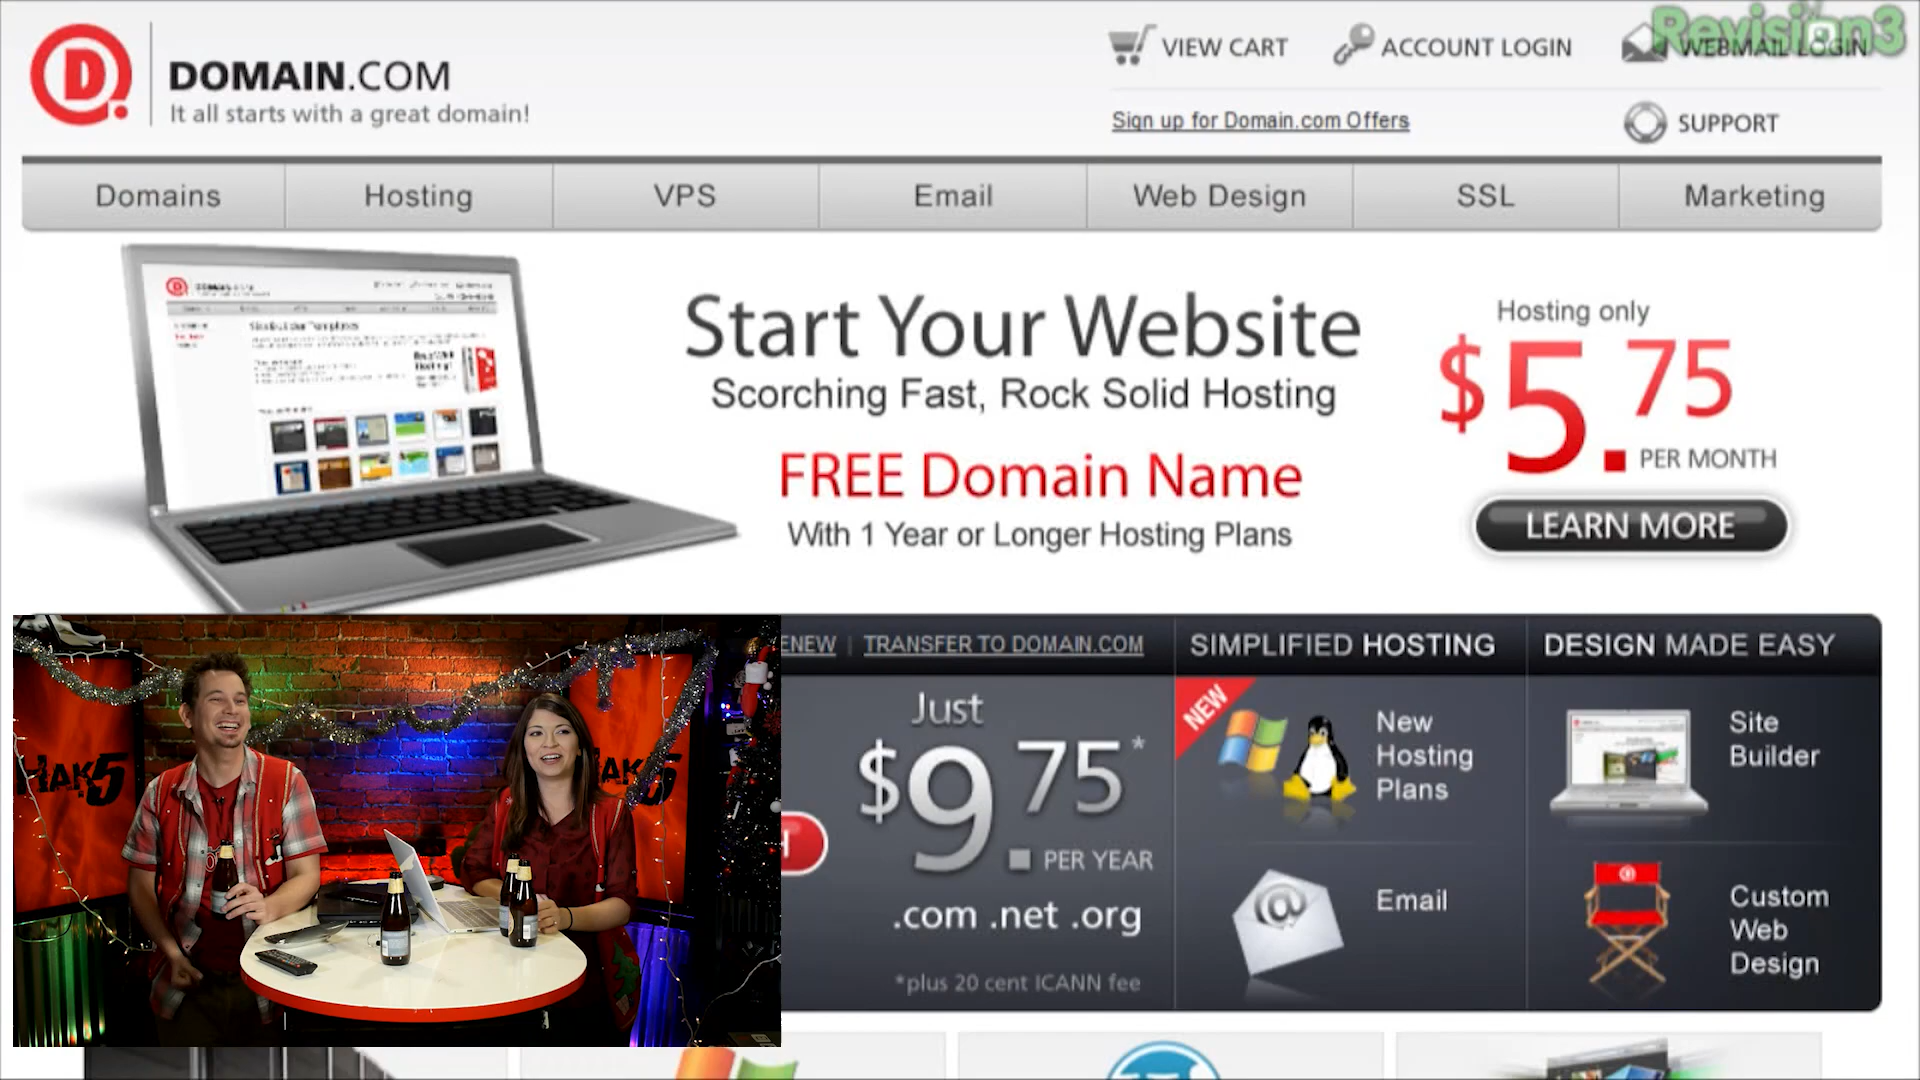 Revision3
DOMAIN.COM
It all starts with a great domain!
VIEW CART
ACCOUNT LOGIN
WEBMAIL LOGIN
Sign up for Domain.com Offers
SUPPORT
Domains
Hosting
VPS
Email
Web Design
SSL
Marketing
Start Your Website
Scorching Fast, Rock Solid Hosting
FREE Domain Name
With 1 Year or Longer Hosting Plans
Hosting only
$5.75
PER MONTH
LEARN MORE
ENEW | TRANSFER TO DOMAIN.COM
Just
$9.75*
PER YEAR
.com .net .org
*plus 20 cent ICANN fee
SIMPLIFIED HOSTING
NEW
New
Hosting
Plans
Email
DESIGN MADE EASY
Site
Builder
Custom
Web
Design
HAK5
HAK5